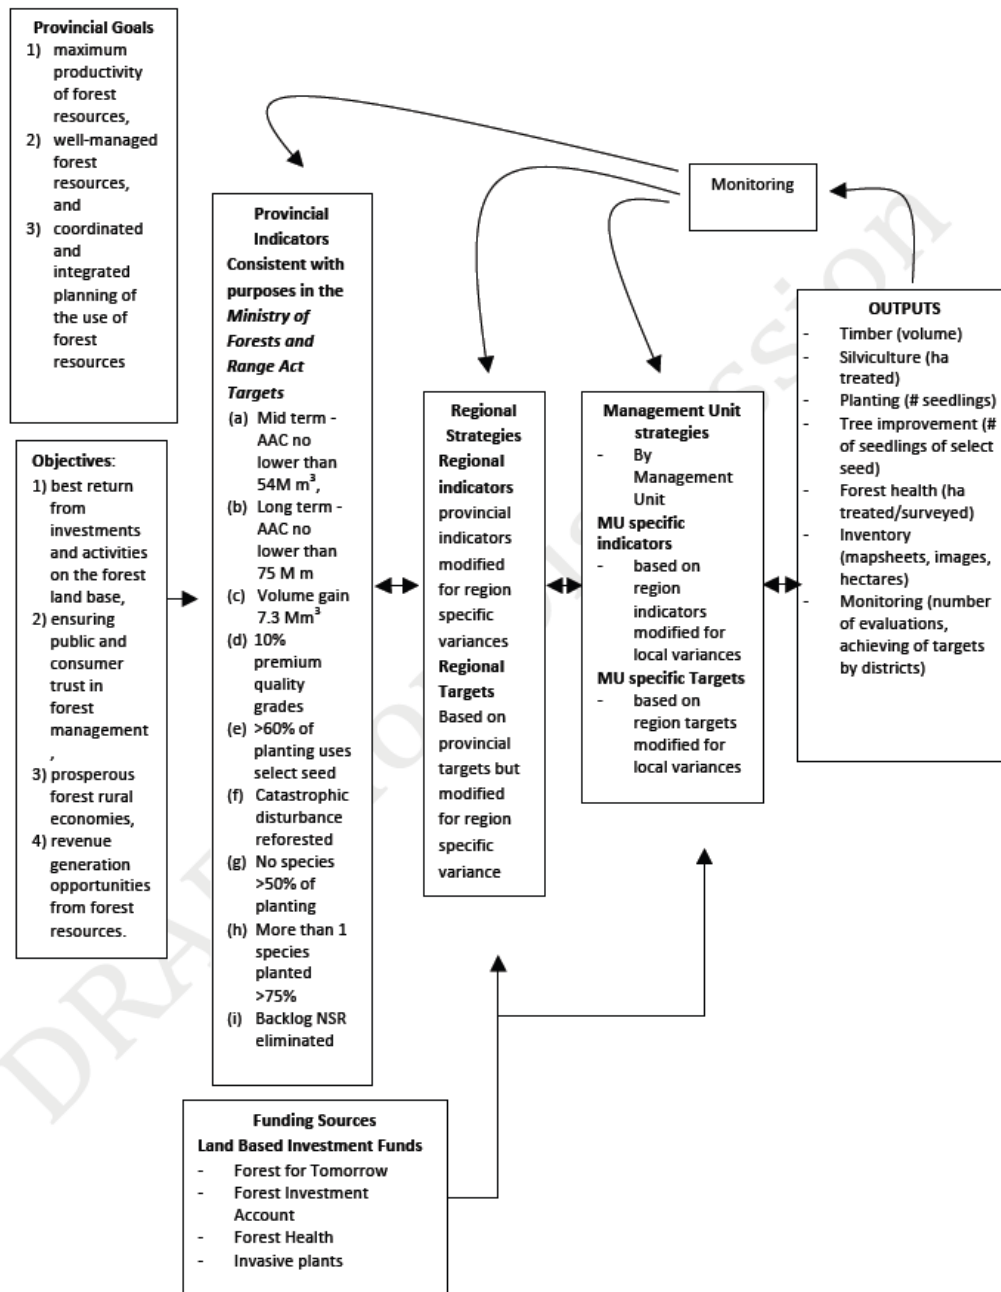 Provincial Goals
1) maximum
productivity
of forest
resources,
2) well-managed
forest
resources,
and
3) coordinated
and
integrated
planning of
the use of
forest
resources
Objectives:
1) best return
from
investments
and activities
on the forest
land base,
2) ensuring
public and
consumer
trust in
forest
management
,
3) prosperous
forest rural
economies,
4) revenue
generation
opportunities
from forest
resources.
Provincial
Indicators
Consistent with
purposes in the
Ministry of
Forests and
Range Act
Targets
(a) Mid term -
AAC no
lower than
54M m³,
(b) Long term -
AAC no
lower than
75 M m
(c) Volume gain
7.3 Mm³
(d) 10%
premium
quality
grades
(e) >60% of
planting uses
select seed
(f) Catastrophic
disturbance
reforested
(g) No species
>50% of
planting
(h) More than 1
species
planted
>75%
(i) Backlog NSR
eliminated
Regional
Strategies
Regional
indicators
provincial
indicators
modified
for region
specific
variances
Regional
Targets
Based on
provincial
targets but
modified
for region
specific
variance
Management Unit
strategies
- By
Management
Unit
MU specific
indicators
- based on
region
indicators
modified for
local variances
MU specific Targets
- based on
region targets
modified for
local variances
Monitoring
OUTPUTS
- Timber (volume)
- Silviculture (ha
treated)
- Planting (# seedlings)
- Tree improvement (#
of seedlings of select
seed)
- Forest health (ha
treated/surveyed)
- Inventory
(mapsheets, images,
hectares)
- Monitoring (number
of evaluations,
achieving of targets
by districts)
Funding Sources
Land Based Investment Funds
- Forest for Tomorrow
- Forest Investment
Account
- Forest Health
- Invasive plants